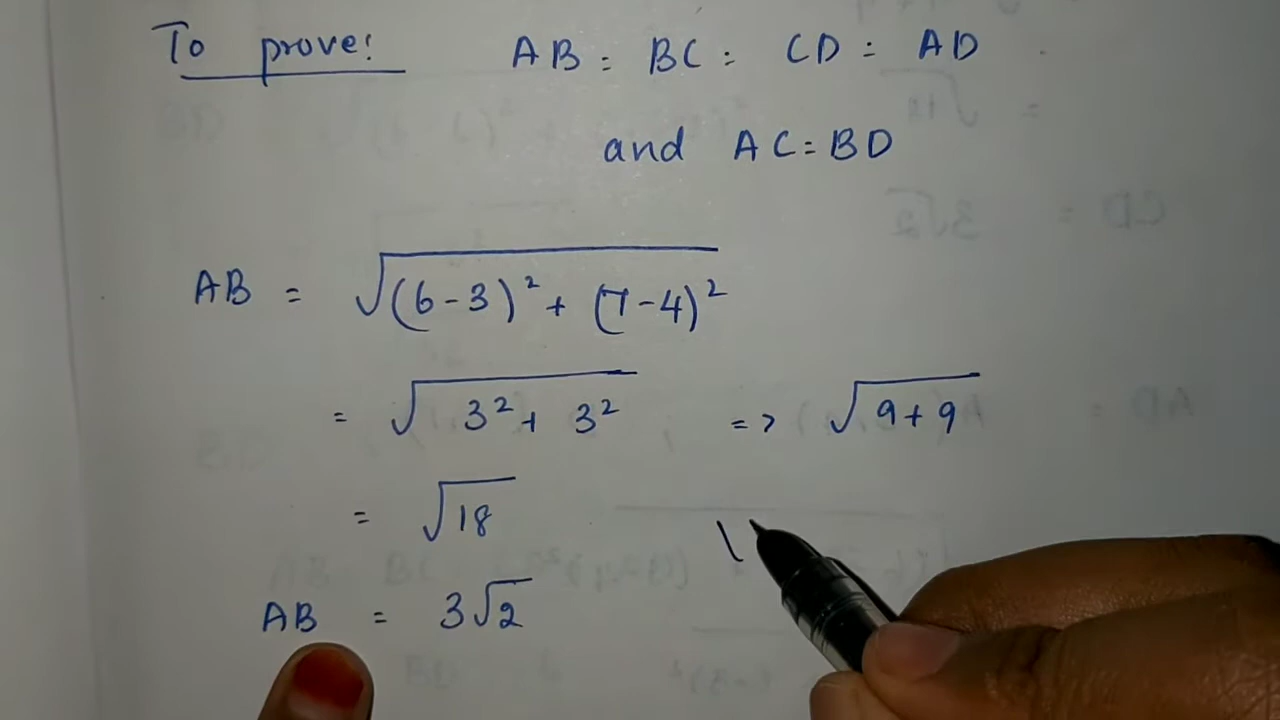 To prove: AB = BC = CD = AD
and AC = BD
AB = √(6-3)² + (7-4)²
= √3² + 3² => √9+9
= √18
AB = 3√2